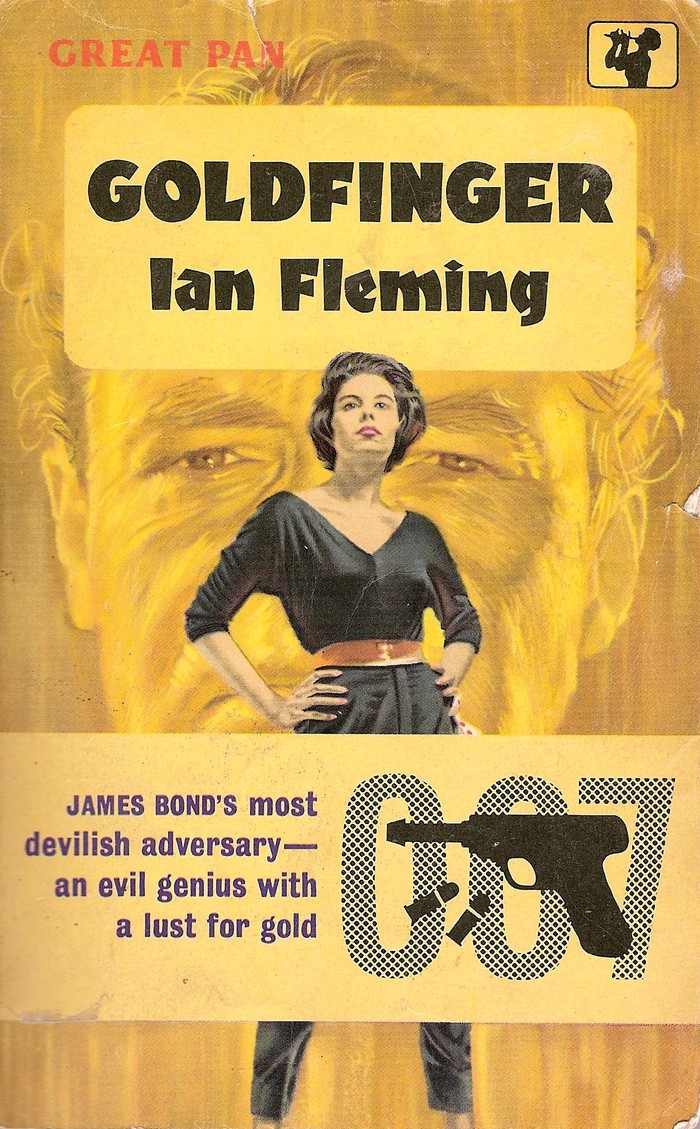 GREAT PAN
GOLDFINGER
Ian Fleming
JAMES BOND'S most
devilish adversary—
an evil genius with
a lust for gold
007